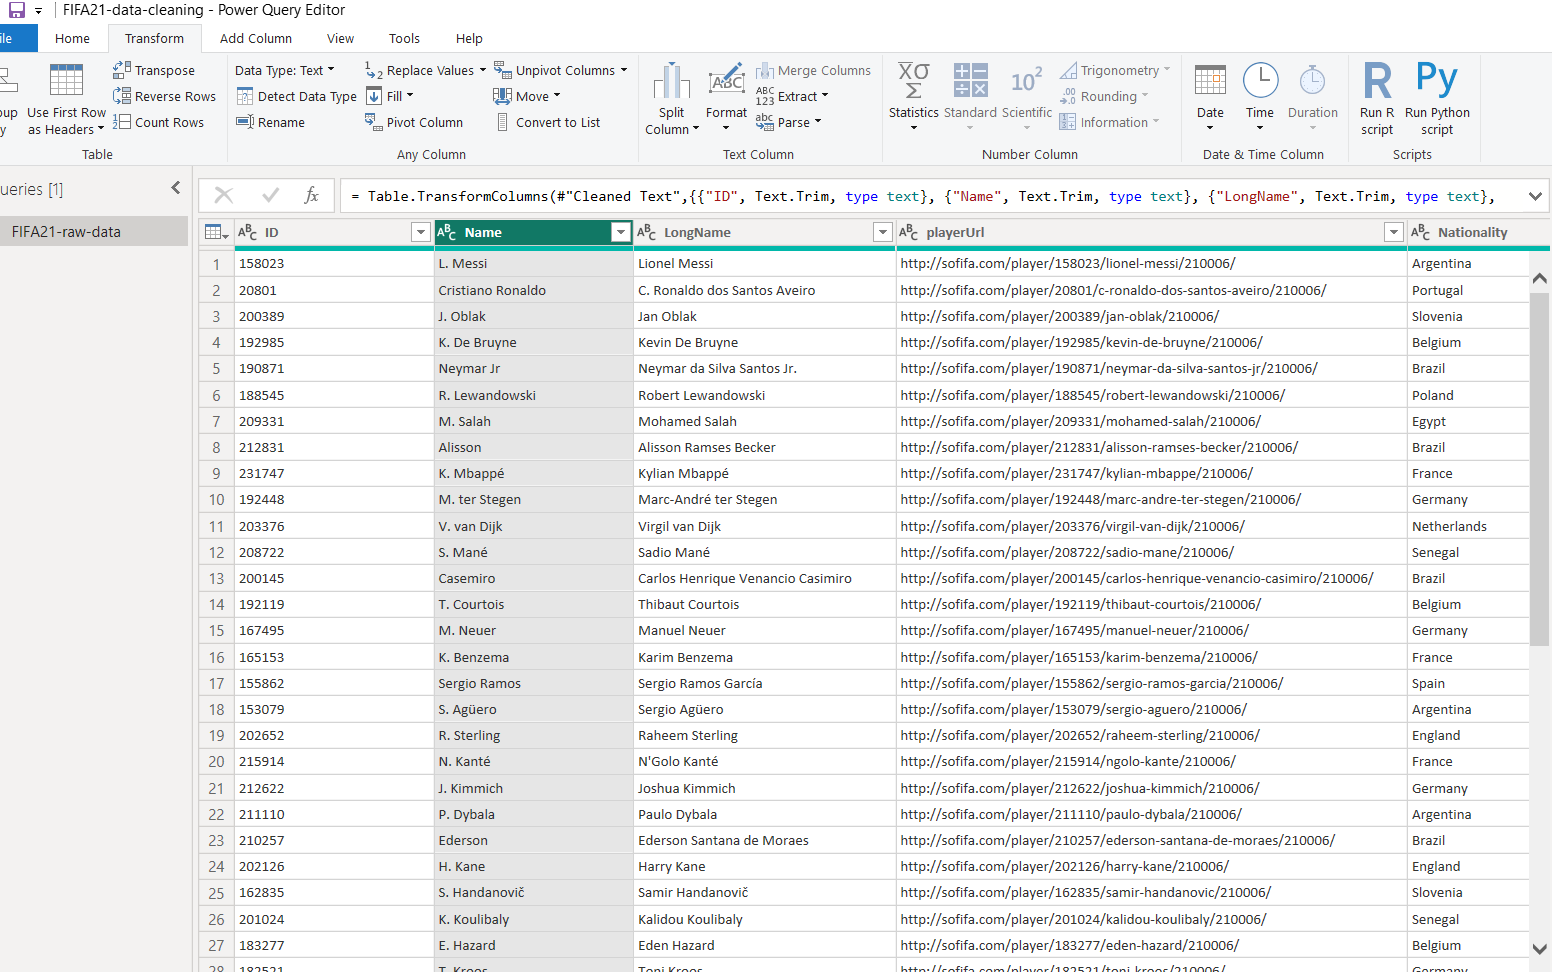 FIFA21-data-cleaning - Power Query Editor
File Home Transform Add Column View Tools Help
Transpose Data Type: Text Replace Values Unpivot Columns Merge Columns Trigonometry
Reverse Rows Detect Data Type Fill Move Extract Rounding
Count Rows Rename Pivot Column Convert to List Parse Information
Use First Row as Headers Split Column Format Statistics Standard Scientific Date Time Duration Run R script Run Python script
Table Any Column Text Column Number Column Date & Time Column Scripts
ueries [1]
FIFA21-raw-data
= Table.TransformColumns(#"Cleaned Text",{{"ID", Text.Trim, type text}, {"Name", Text.Trim, type text}, {"LongName", Text.Trim, type text},
ID Name LongName playerUrl Nationality
1 158023 L. Messi Lionel Messi http://sofifa.com/player/158023/lionel-messi/210006/ Argentina
2 20801 Cristiano Ronaldo C. Ronaldo dos Santos Aveiro http://sofifa.com/player/20801/c-ronaldo-dos-santos-aveiro/210006/ Portugal
3 200389 J. Oblak Jan Oblak http://sofifa.com/player/200389/jan-oblak/210006/ Slovenia
4 192985 K. De Bruyne Kevin De Bruyne http://sofifa.com/player/192985/kevin-de-bruyne/210006/ Belgium
5 190871 Neymar Jr Neymar da Silva Santos Jr. http://sofifa.com/player/190871/neymar-da-silva-santos-jr/210006/ Brazil
6 188545 R. Lewandowski Robert Lewandowski http://sofifa.com/player/188545/robert-lewandowski/210006/ Poland
7 209331 M. Salah Mohamed Salah http://sofifa.com/player/209331/mohamed-salah/210006/ Egypt
8 212831 Alisson Alisson Ramses Becker http://sofifa.com/player/212831/alisson-ramses-becker/210006/ Brazil
9 231747 K. Mbappé Kylian Mbappé http://sofifa.com/player/231747/kylian-mbappe/210006/ France
10 192448 M. ter Stegen Marc-André ter Stegen http://sofifa.com/player/192448/marc-andre-ter-stegen/210006/ Germany
11 203376 V. van Dijk Virgil van Dijk http://sofifa.com/player/203376/virgil-van-dijk/210006/ Netherlands
12 208722 S. Mané Sadio Mané http://sofifa.com/player/208722/sadio-mane/210006/ Senegal
13 200145 Casemiro Carlos Henrique Venancio Casimiro http://sofifa.com/player/200145/carlos-henrique-venancio-casimiro/210006/ Brazil
14 192119 T. Courtois Thibaut Courtois http://sofifa.com/player/192119/thibaut-courtois/210006/ Belgium
15 167495 M. Neuer Manuel Neuer http://sofifa.com/player/167495/manuel-neuer/210006/ Germany
16 165153 K. Benzema Karim Benzema http://sofifa.com/player/165153/karim-benzema/210006/ France
17 155862 Sergio Ramos Sergio Ramos García http://sofifa.com/player/155862/sergio-ramos-garcia/210006/ Spain
18 153079 S. Agüero Sergio Agüero http://sofifa.com/player/153079/sergio-aguero/210006/ Argentina
19 202652 R. Sterling Raheem Sterling http://sofifa.com/player/202652/raheem-sterling/210006/ England
20 215914 N. Kanté N'Golo Kanté http://sofifa.com/player/215914/ngolo-kante/210006/ France
21 212622 J. Kimmich Joshua Kimmich http://sofifa.com/player/212622/joshua-kimmich/210006/ Germany
22 211110 P. Dybala Paulo Dybala http://sofifa.com/player/211110/paulo-dybala/210006/ Argentina
23 210257 Ederson Ederson Santana de Moraes http://sofifa.com/player/210257/ederson-santana-de-moraes/210006/ Brazil
24 202126 H. Kane Harry Kane http://sofifa.com/player/202126/harry-kane/210006/ England
25 162835 S. Handanovič Samir Handanovič http://sofifa.com/player/162835/samir-handanovic/210006/ Slovenia
26 201024 K. Koulibaly Kalidou Koulibaly http://sofifa.com/player/201024/kalidou-koulibaly/210006/ Senegal
27 183277 E. Hazard Eden Hazard http://sofifa.com/player/183277/eden-hazard/210006/ Belgium
28 182521 T. Kroos Toni Kroos http://sofifa.com/player/182521/toni-kroos/210006/ Germany